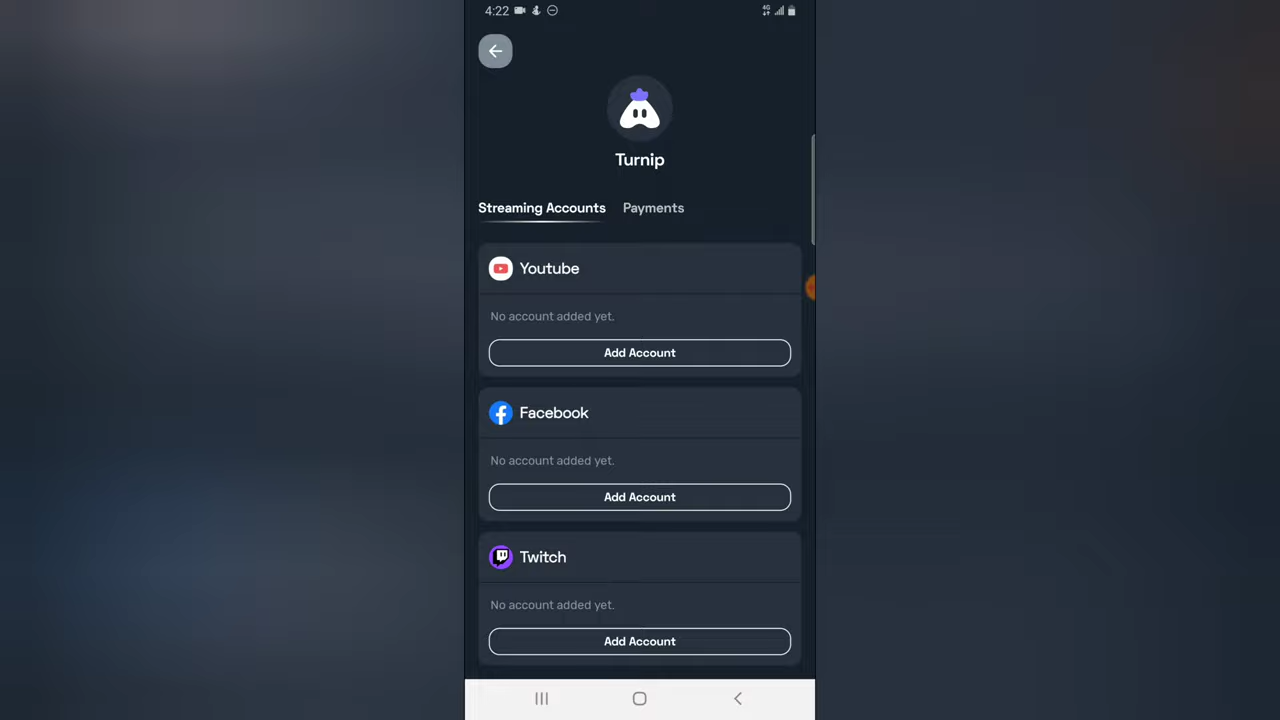 4:22
4G
Turnip
Streaming Accounts Payments
Youtube
No account added yet.
Add Account
Facebook
No account added yet.
Add Account
Twitch
No account added yet.
Add Account